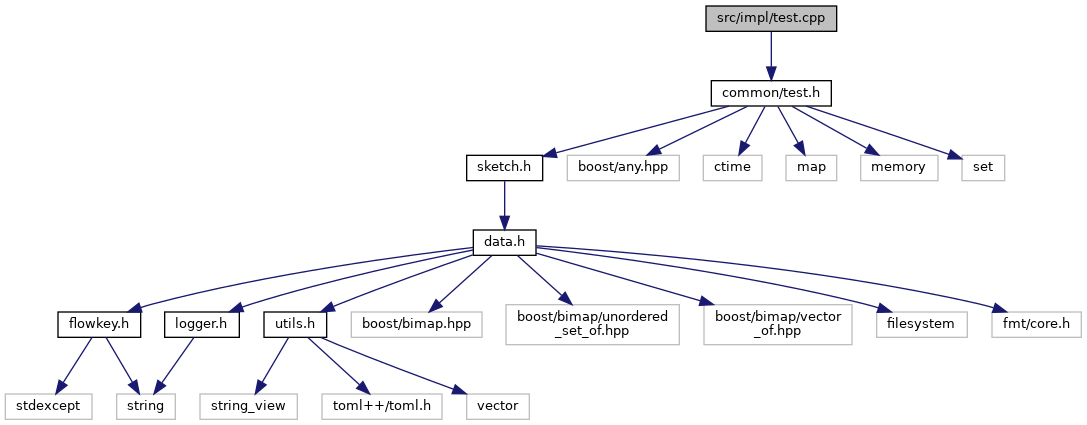 src/impl/test.cpp
common/test.h
sketch.h
boost/any.hpp
ctime
map
memory
set
data.h
flowkey.h
logger.h
utils.h
boost/bimap.hpp
boost/bimap/unordered
_set_of.hpp
boost/bimap/vector
_of.hpp
filesystem
fmt/core.h
stdexcept
string
string_view
toml++/toml.h
vector